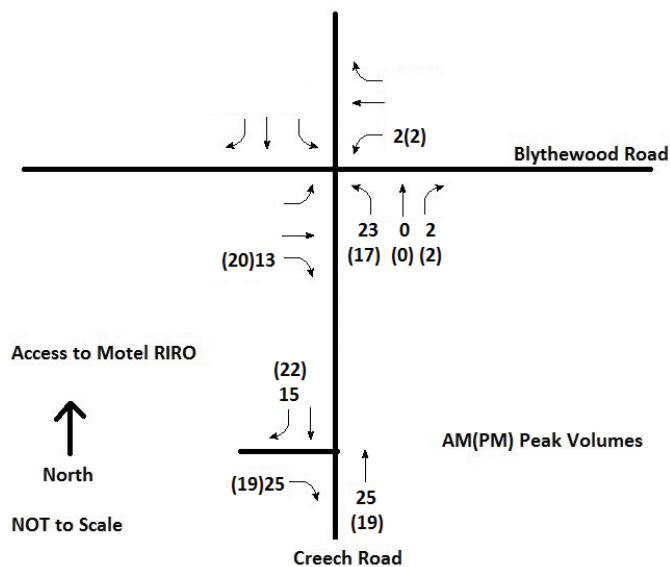 2(2)
Blythewood Road
23 0 2
(17) (0) (2)
(20)13
Access to Motel RIRO
(22)
15
AM(PM) Peak Volumes
North
(19)25
25
(19)
NOT to Scale
Creech Road